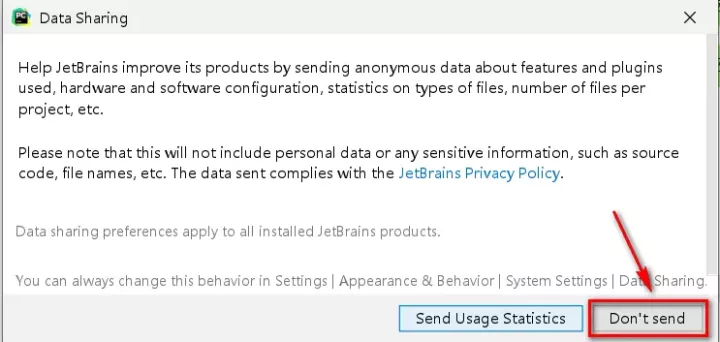 PC Data Sharing
Help JetBrains improve its products by sending anonymous data about features and plugins
used, hardware and software configuration, statistics on types of files, number of files per
project, etc.
Please note that this will not include personal data or any sensitive information, such as source
code, file names, etc. The data sent complies with the JetBrains Privacy Policy.
Data sharing preferences apply to all installed JetBrains products.
You can always change this behavior in Settings | Appearance & Behavior | System Settings | Data Sharing.
Send Usage Statistics Don't send